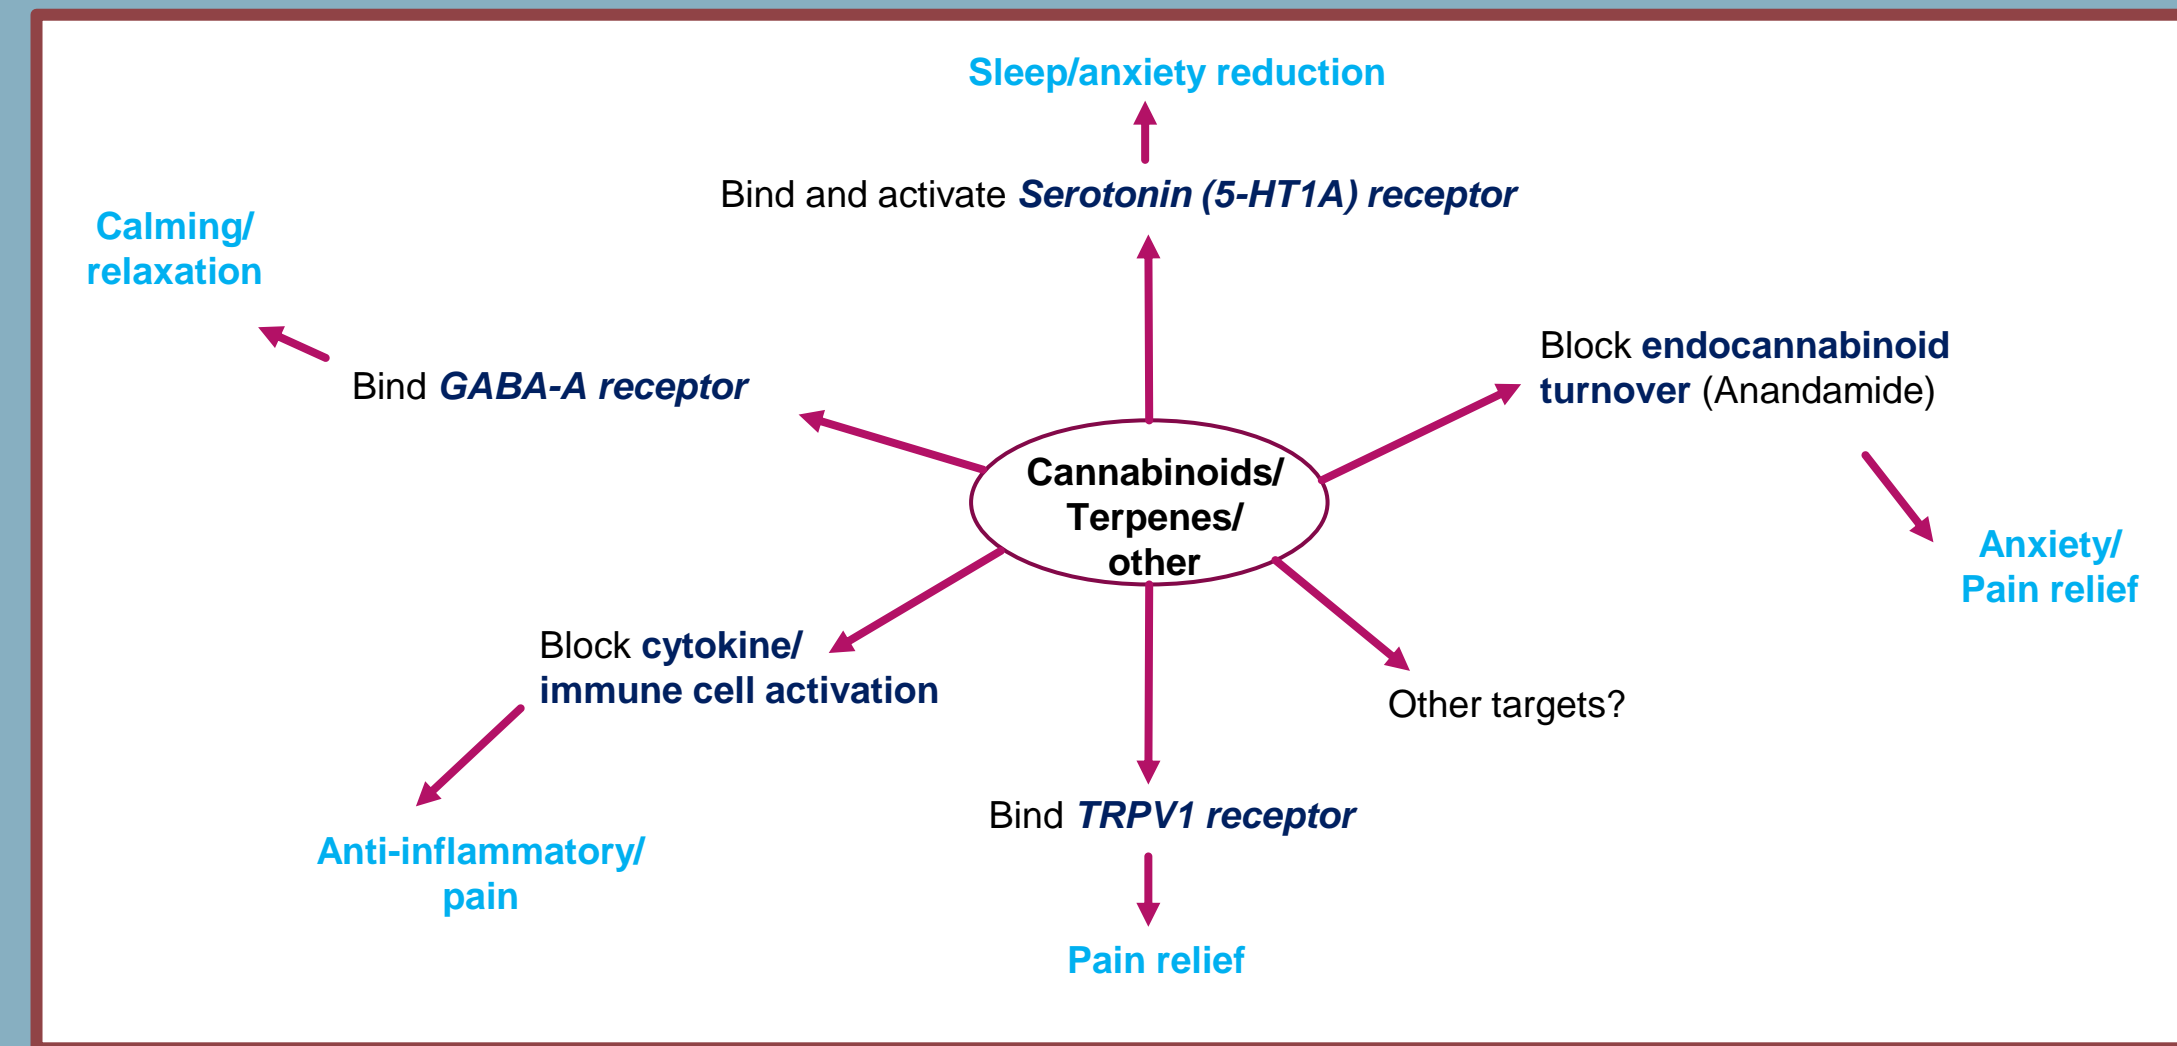 Sleep/anxiety reduction
Bind and activate Serotonin (5-HT1A) receptor
Calming/
relaxation
Bind GABA-A receptor
Block endocannabinoid
turnover (Anandamide)
Cannabinoids/
Terpenes/
other
Anxiety/
Pain relief
Block cytokine/
immune cell activation
Other targets?
Bind TRPV1 receptor
Anti-inflammatory/
pain
Pain relief